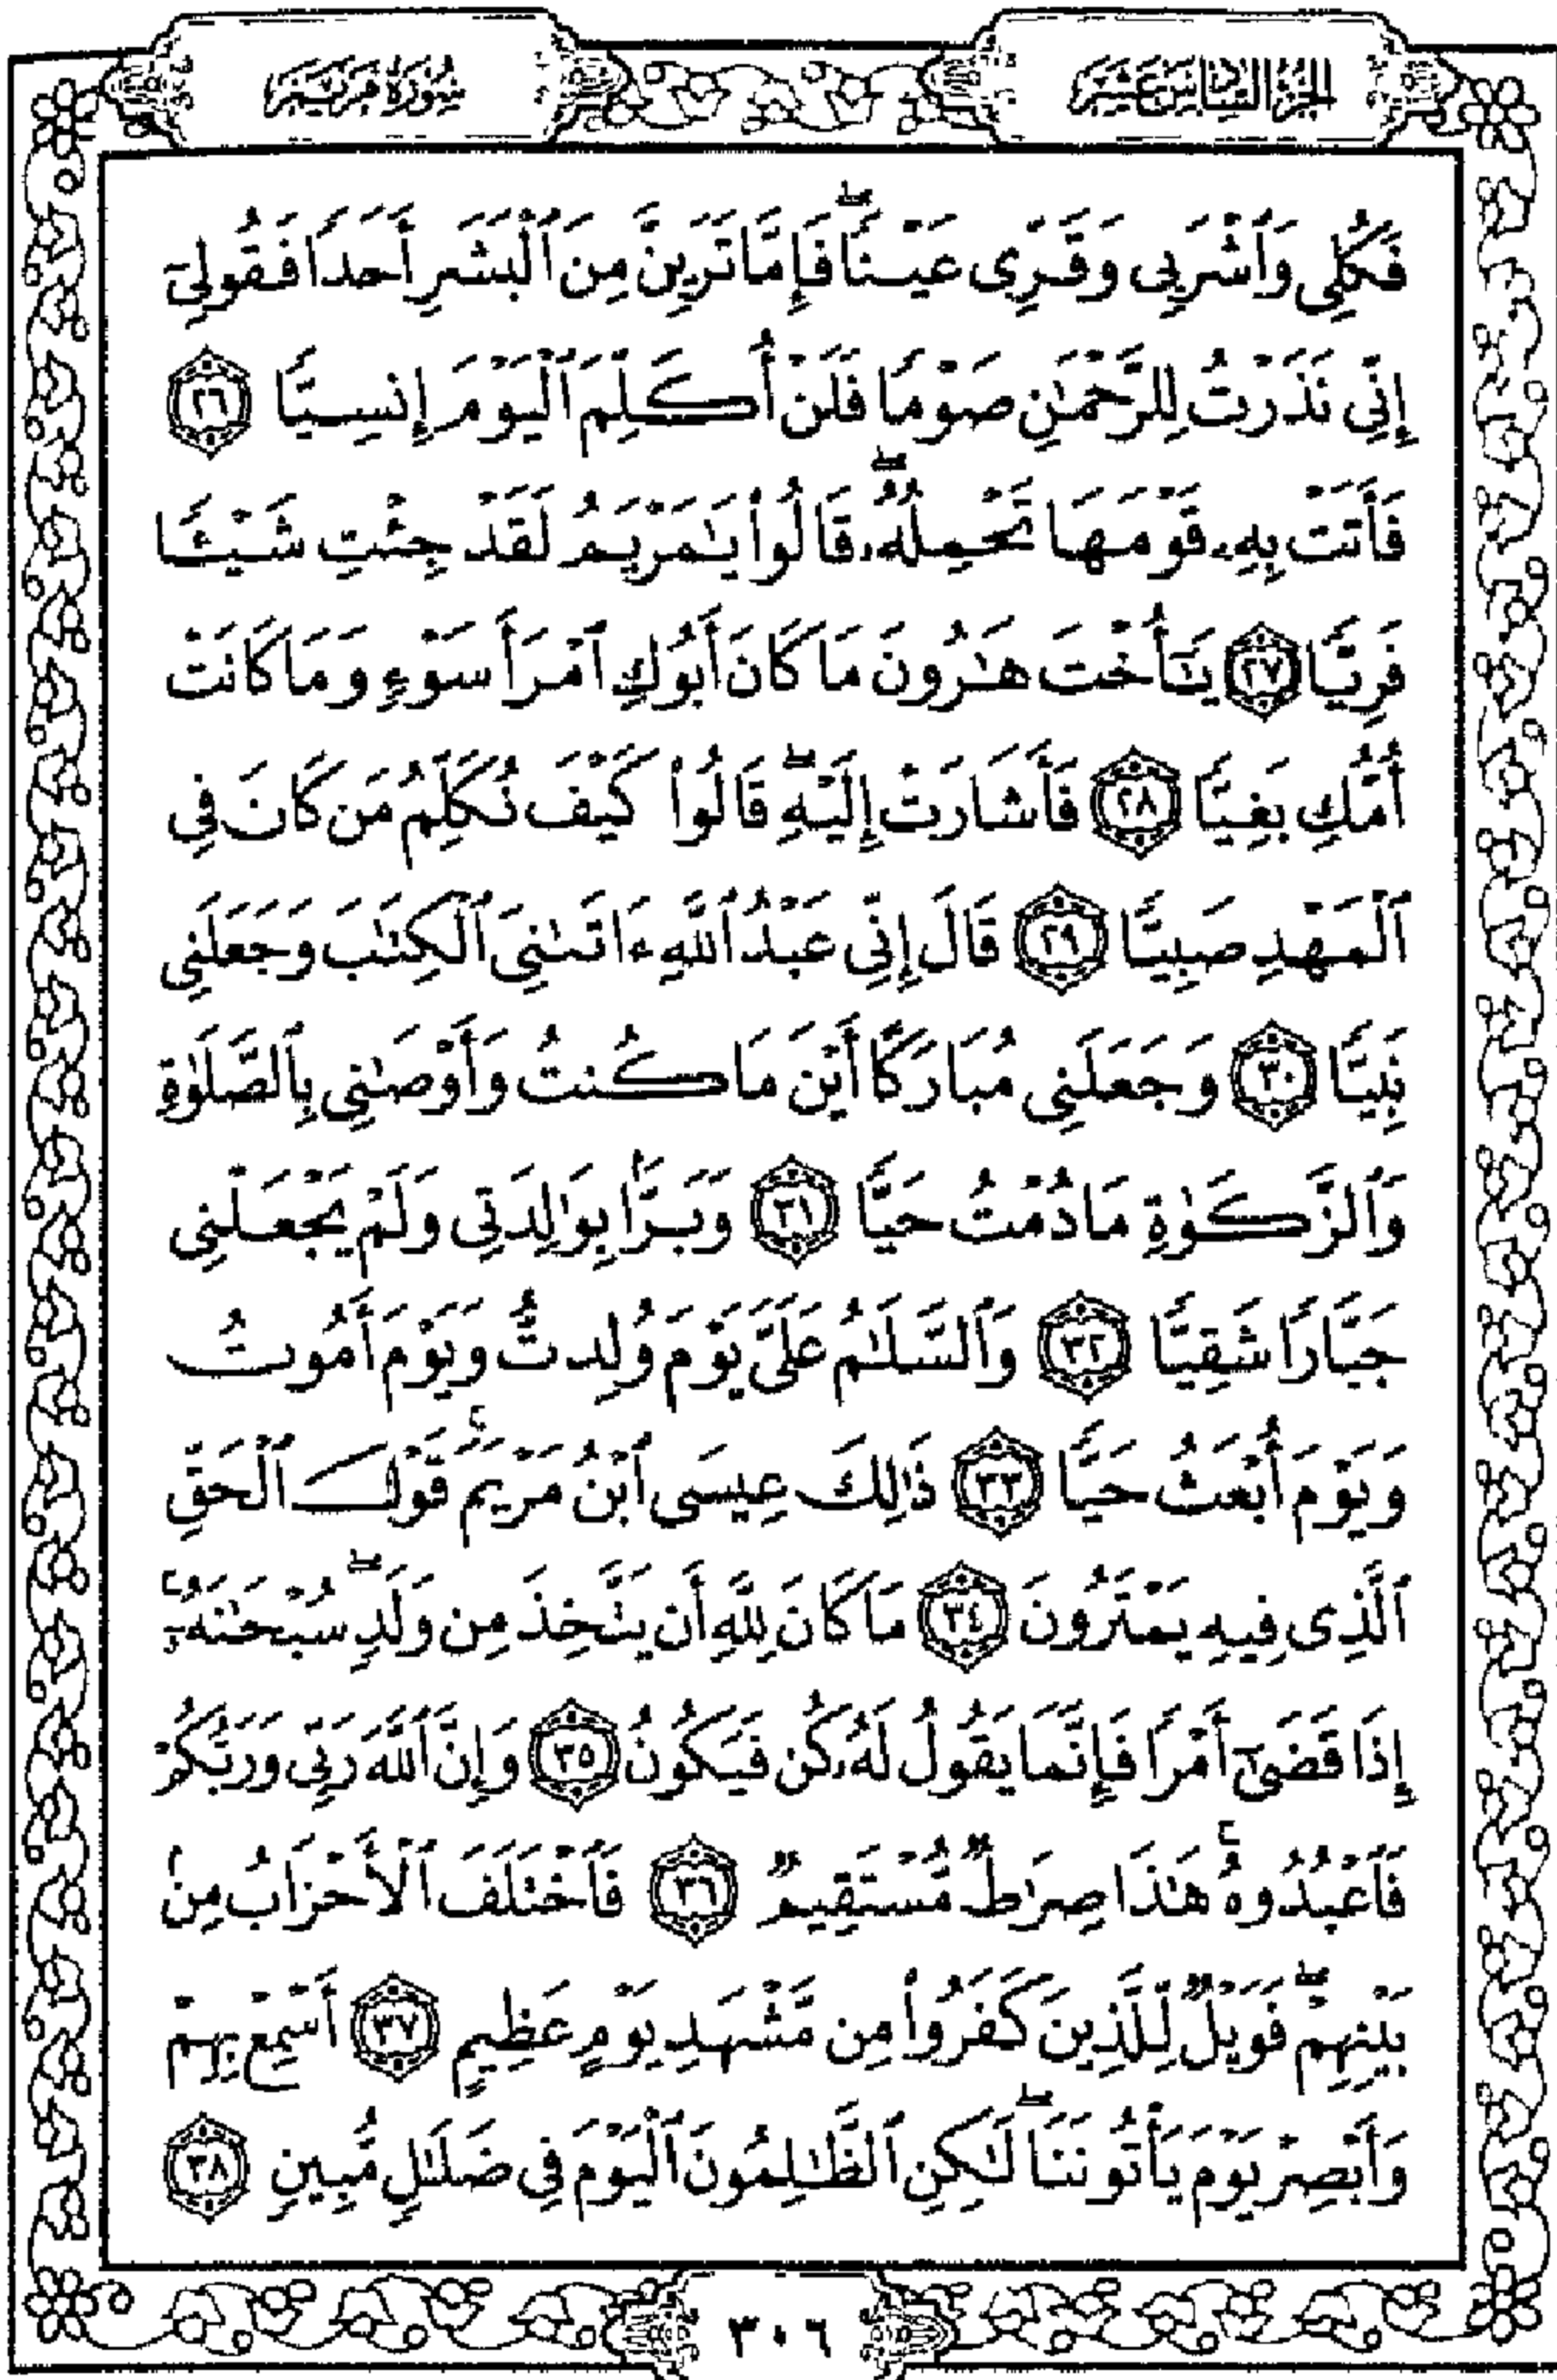 الجزء السادس عشر
سورة مريم
فَكُلِى وَٱشْرَبِى وَقَرِّى عَيْنًا ۖ فَإِمَّا تَرَيِنَّ مِنَ ٱلْبَشَرِ أَحَدًا فَقُولِىٓ
إِنِّى نَذَرْتُ لِلرَّحْمَٰنِ صَوْمًا فَلَنْ أُكَلِّمَ ٱلْيَوْمَ إِنسِيًّا ٢٦
فَأَتَتْ بِهِۦ قَوْمَهَا تَحْمِلُهُۥ ۖ قَالُوا۟ يَٰمَرْيَمُ لَقَدْ جِئْتِ شَيْـًٔا
فَرِيًّا ٢٧ يَٰٓأُخْتَ هَٰرُونَ مَا كَانَ أَبُوكِ ٱمْرَأَ سَوْءٍ وَمَا كَانَتْ
أُمُّكِ بَغِيًّا ٢٨ فَأَشَارَتْ إِلَيْهِ ۖ قَالُوا۟ كَيْفَ نُكَلِّمُ مَن كَانَ فِى
ٱلْمَهْدِ صَبِيًّا ٢٩ قَالَ إِنِّى عَبْدُ ٱللَّهِ ءَاتَىٰنِىَ ٱلْكِتَٰبَ وَجَعَلَنِى
نَبِيًّا ٣٠ وَجَعَلَنِى مُبَارَكًا أَيْنَ مَا كُنتُ وَأَوْصَٰنِى بِٱلصَّلَوٰةِ
وَٱلزَّكَوٰةِ مَا دُمْتُ حَيًّا ٣١ وَبَرًّۢا بِوَٰلِدَتِى وَلَمْ يَجْعَلْنِى
جَبَّارًا شَقِيًّا ٣٢ وَٱلسَّلَٰمُ عَلَىَّ يَوْمَ وُلِدتُّ وَيَوْمَ أَمُوتُ
وَيَوْمَ أُبْعَثُ حَيًّا ٣٣ ذَٰلِكَ عِيسَى ٱبْنُ مَرْيَمَ ۚ قَوْلَ ٱلْحَقِّ
ٱلَّذِى فِيهِ يَمْتَرُونَ ٣٤ مَا كَانَ لِلَّهِ أَن يَتَّخِذَ مِن وَلَدٍ ۖ سُبْحَٰنَهُۥٓ ۚ
إِذَا قَضَىٰٓ أَمْرًا فَإِنَّمَا يَقُولُ لَهُۥ كُن فَيَكُونُ ٣٥ وَإِنَّ ٱللَّهَ رَبِّى وَرَبُّكُمْ
فَٱعْبُدُوهُ ۚ هَٰذَا صِرَٰطٌ مُّسْتَقِيمٌ ٣٦ فَٱخْتَلَفَ ٱلْأَحْزَابُ مِنۢ
بَيْنِهِمْ ۖ فَوَيْلٌ لِّلَّذِينَ كَفَرُوا۟ مِن مَّشْهَدِ يَوْمٍ عَظِيمٍ ٣٧ أَسْمِعْ بِهِمْ
وَأَبْصِرْ يَوْمَ يَأْتُونَنَا ۖ لَٰكِنِ ٱلظَّٰلِمُونَ ٱلْيَوْمَ فِى ضَلَٰلٍ مُّبِينٍ ٣٨
٣٠٦